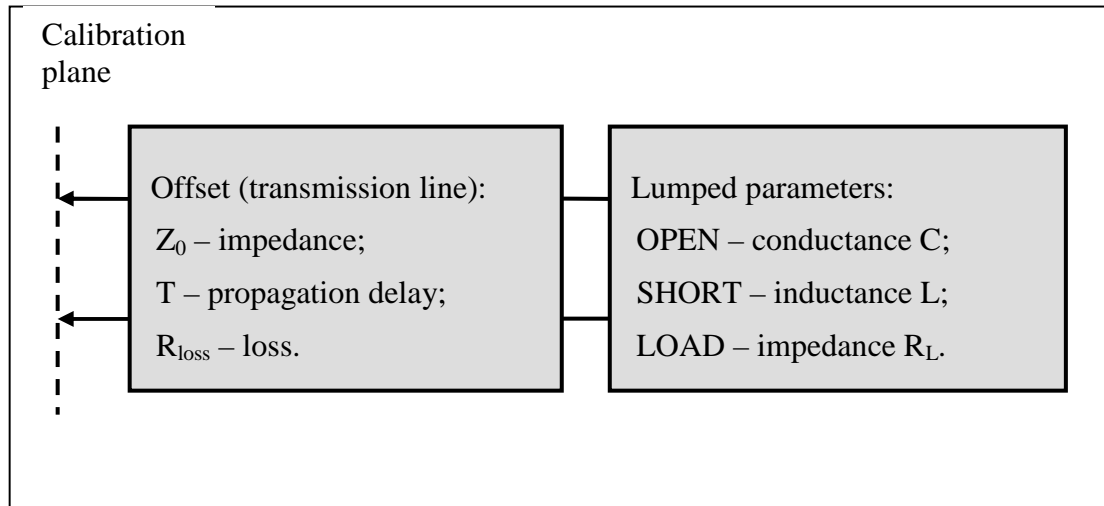 Calibration
plane
Offset (transmission line):
Z₀ – impedance;
T – propagation delay;
Rₗₒₛₛ – loss.
Lumped parameters:
OPEN – conductance C;
SHORT – inductance L;
LOAD – impedance R_L.